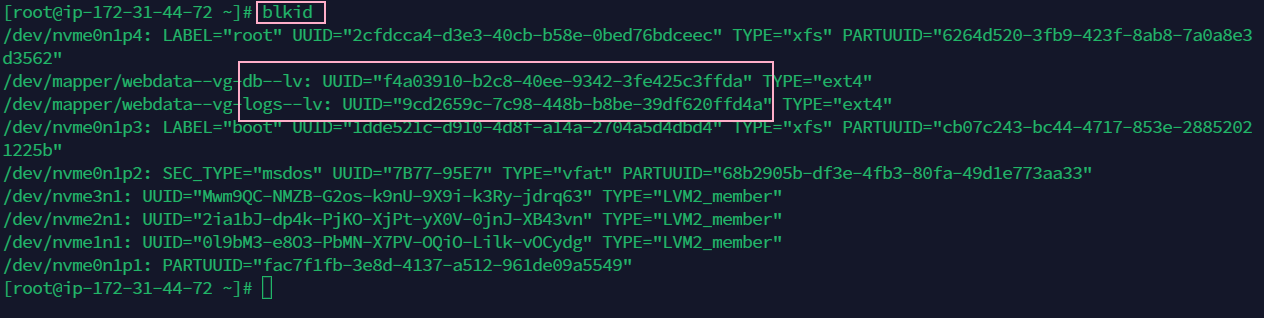 [root@ip-172-31-44-72 ~]# blkid
/dev/nvme0n1p4: LABEL="root" UUID="2cfdcca4-d3e3-40cb-b58e-0bed76bdceec" TYPE="xfs" PARTUUID="6264d520-3fb9-423f-8ab8-7a0a8e3
d3562"
/dev/mapper/webdata--vg-db--lv: UUID="f4a03910-b2c8-40ee-9342-3fe425c3ffda" TYPE="ext4"
/dev/mapper/webdata--vg-logs--lv: UUID="9cd2659c-7c98-448b-b8be-39df620ffd4a" TYPE="ext4"
/dev/nvme0n1p3: LABEL="boot" UUID="1dde521c-d910-4d8f-a14a-2704a5d4dbd4" TYPE="xfs" PARTUUID="cb07c243-bc44-4717-853e-2885202
1225b"
/dev/nvme0n1p2: SEC_TYPE="msdos" UUID="7B77-95E7" TYPE="vfat" PARTUUID="68b2905b-df3e-4fb3-80fa-49d1e773aa33"
/dev/nvme3n1: UUID="Mwm9QC-NMZB-G2os-k9nU-9X9i-k3Ry-jdrq63" TYPE="LVM2_member"
/dev/nvme2n1: UUID="2ia1bJ-dp4k-PjKO-XjPt-yX0V-0jnJ-XB43vn" TYPE="LVM2_member"
/dev/nvme1n1: UUID="0l9bM3-e8O3-PbMN-X7PV-OQiO-Lilk-vOCydg" TYPE="LVM2_member"
/dev/nvme0n1p1: PARTUUID="fac7f1fb-3e8d-4137-a512-961de09a5549"
[root@ip-172-31-44-72 ~]#